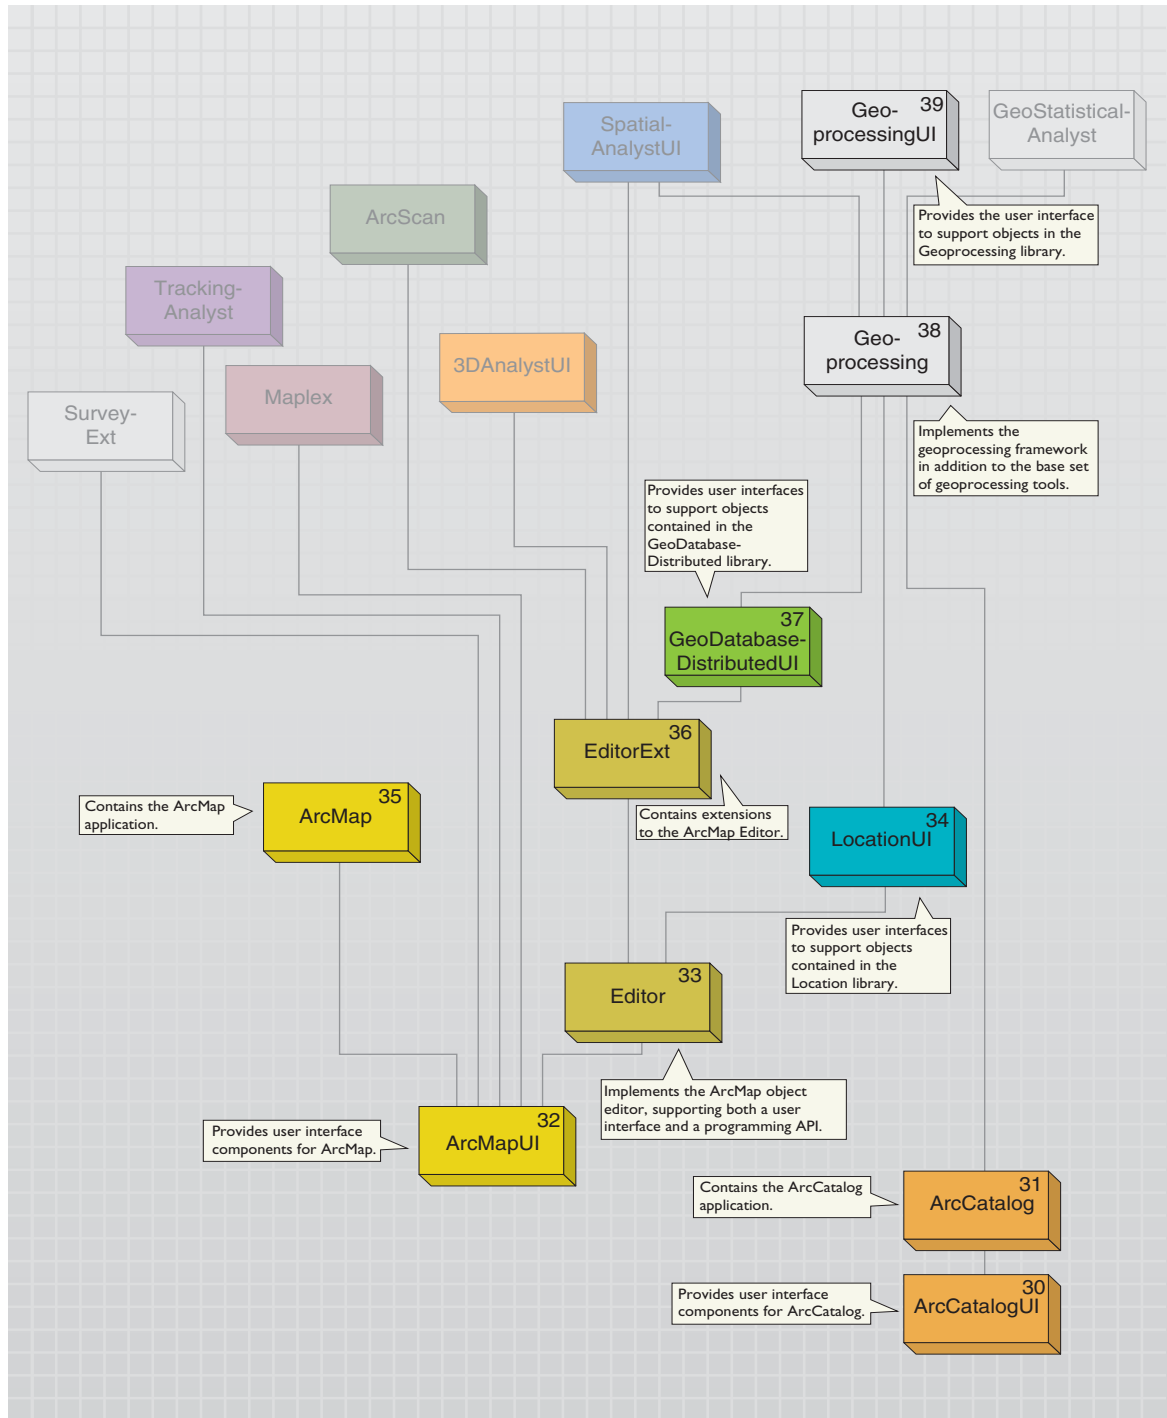 Geo-
processingUI
39
GeoStatistical-
Analyst
Spatial-
AnalystUI
Provides the user interface
to support objects in the
Geoprocessing library.
ArcScan
Tracking-
Analyst
Geo-
processing
38
3DAnalystUI
Maplex
Survey-
Ext
Implements the
geoprocessing framework
in addition to the base set
of geoprocessing tools.
Provides user interfaces
to support objects
contained in the
GeoDatabase-
Distributed library.
37
GeoDatabase-
DistributedUI
36
EditorExt
35
ArcMap
Contains the ArcMap
application.
Contains extensions
to the ArcMap Editor.
34
LocationUI
Provides user interfaces
to support objects
contained in the
Location library.
33
Editor
Implements the ArcMap object
editor, supporting both a user
interface and a programming API.
32
ArcMapUI
Provides user interface
components for ArcMap.
31
ArcCatalog
Contains the ArcCatalog
application.
30
ArcCatalogUI
Provides user interface
components for ArcCatalog.